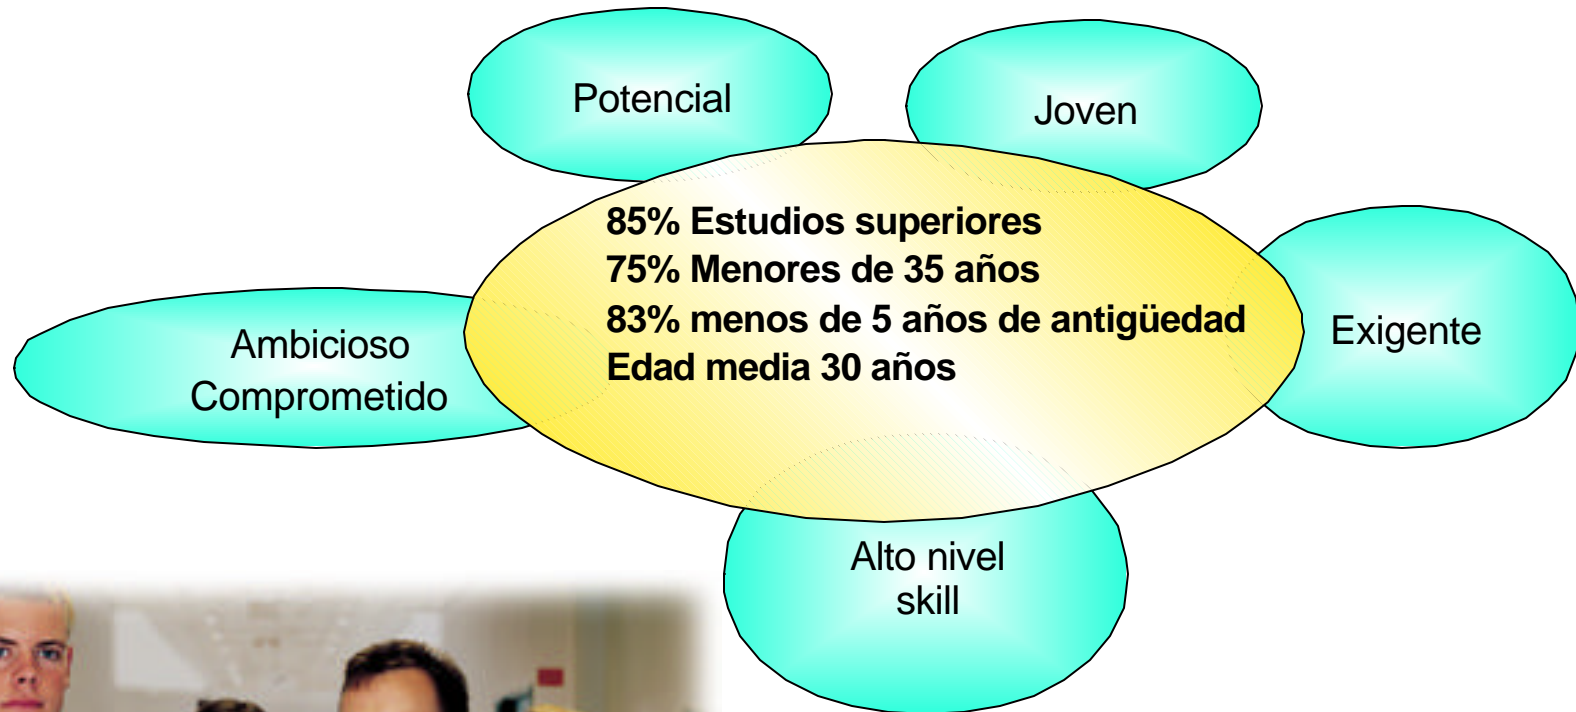 Potencial
Joven
85% Estudios superiores
75% Menores de 35 años
83% menos de 5 años de antigüedad
Edad media 30 años
Ambicioso
Comprometido
Exigente
Alto nivel
skill